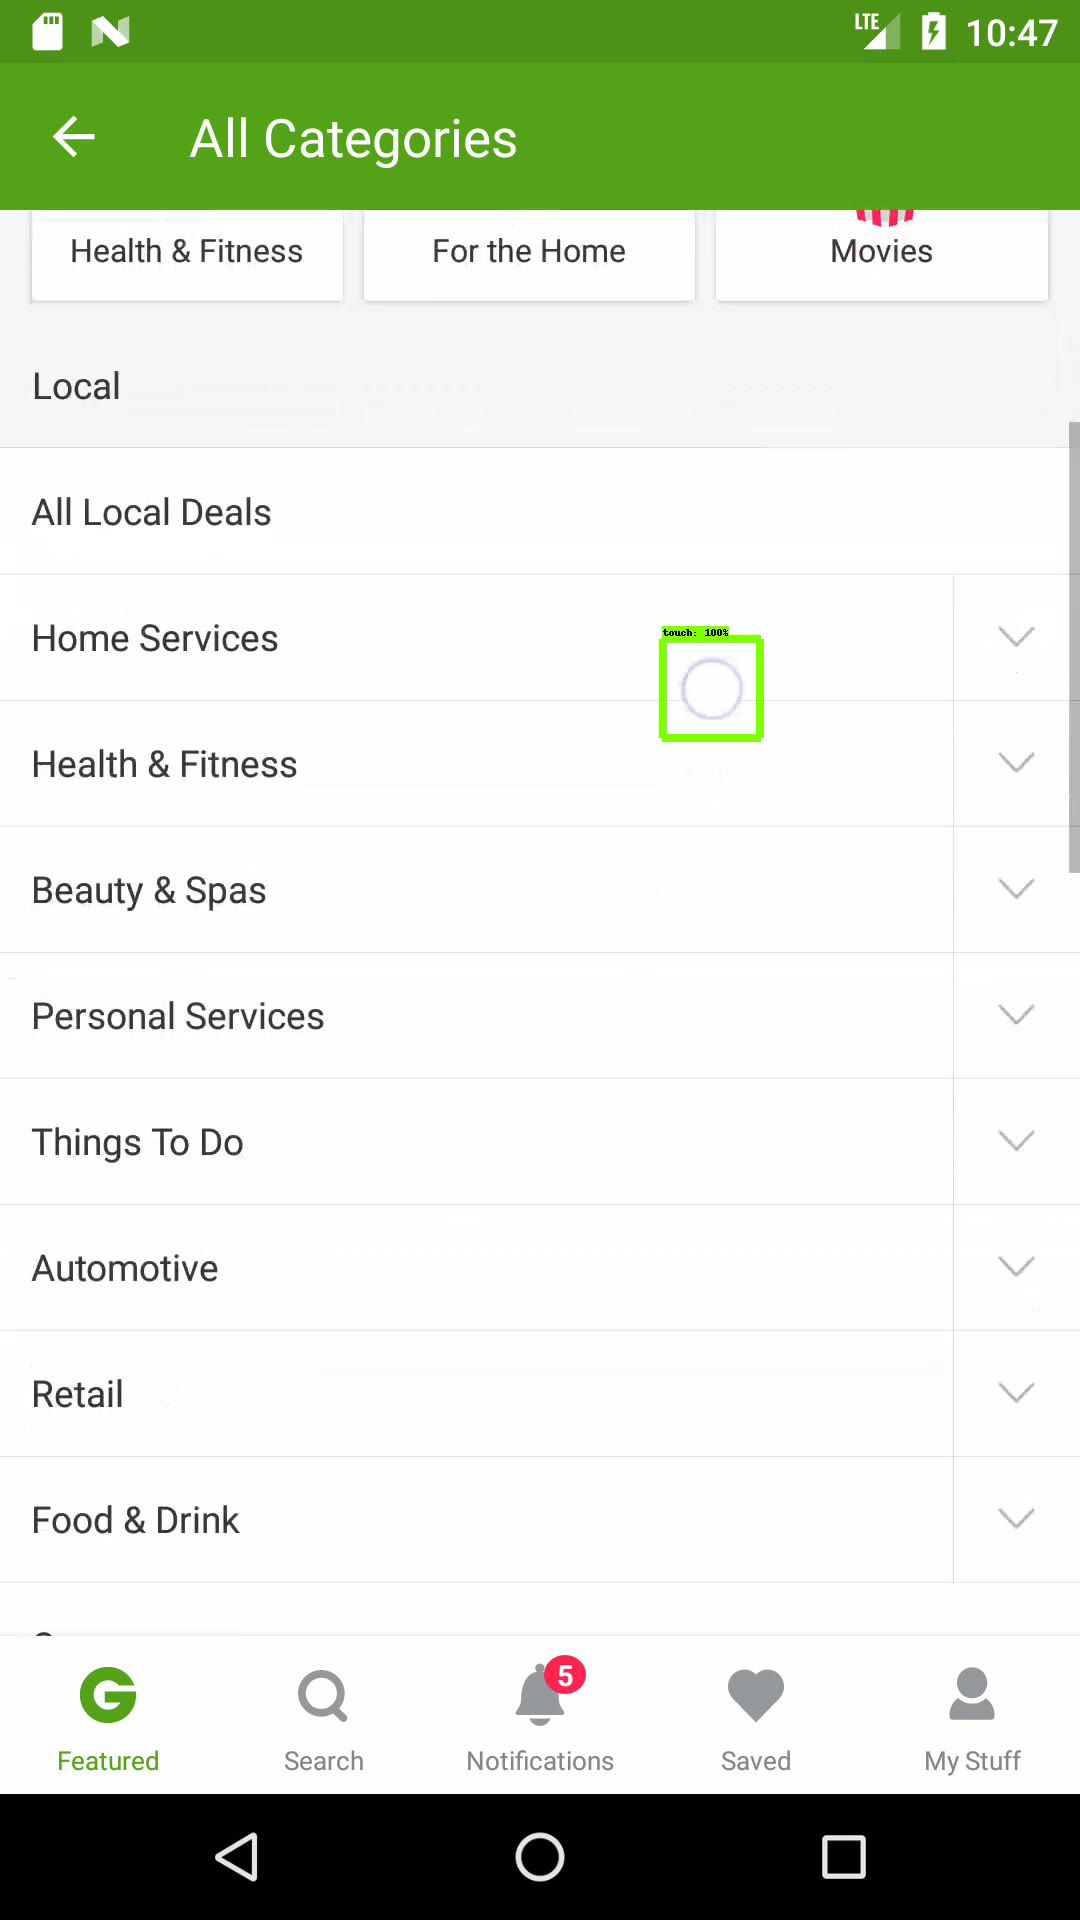 LTE 10:47
All Categories
Health & Fitness For the Home Movies
Local
All Local Deals
Home Services
touch: 100%
Health & Fitness
Beauty & Spas
Personal Services
Things To Do
Automotive
Retail
Food & Drink
5
Featured Search Notifications Saved My Stuff